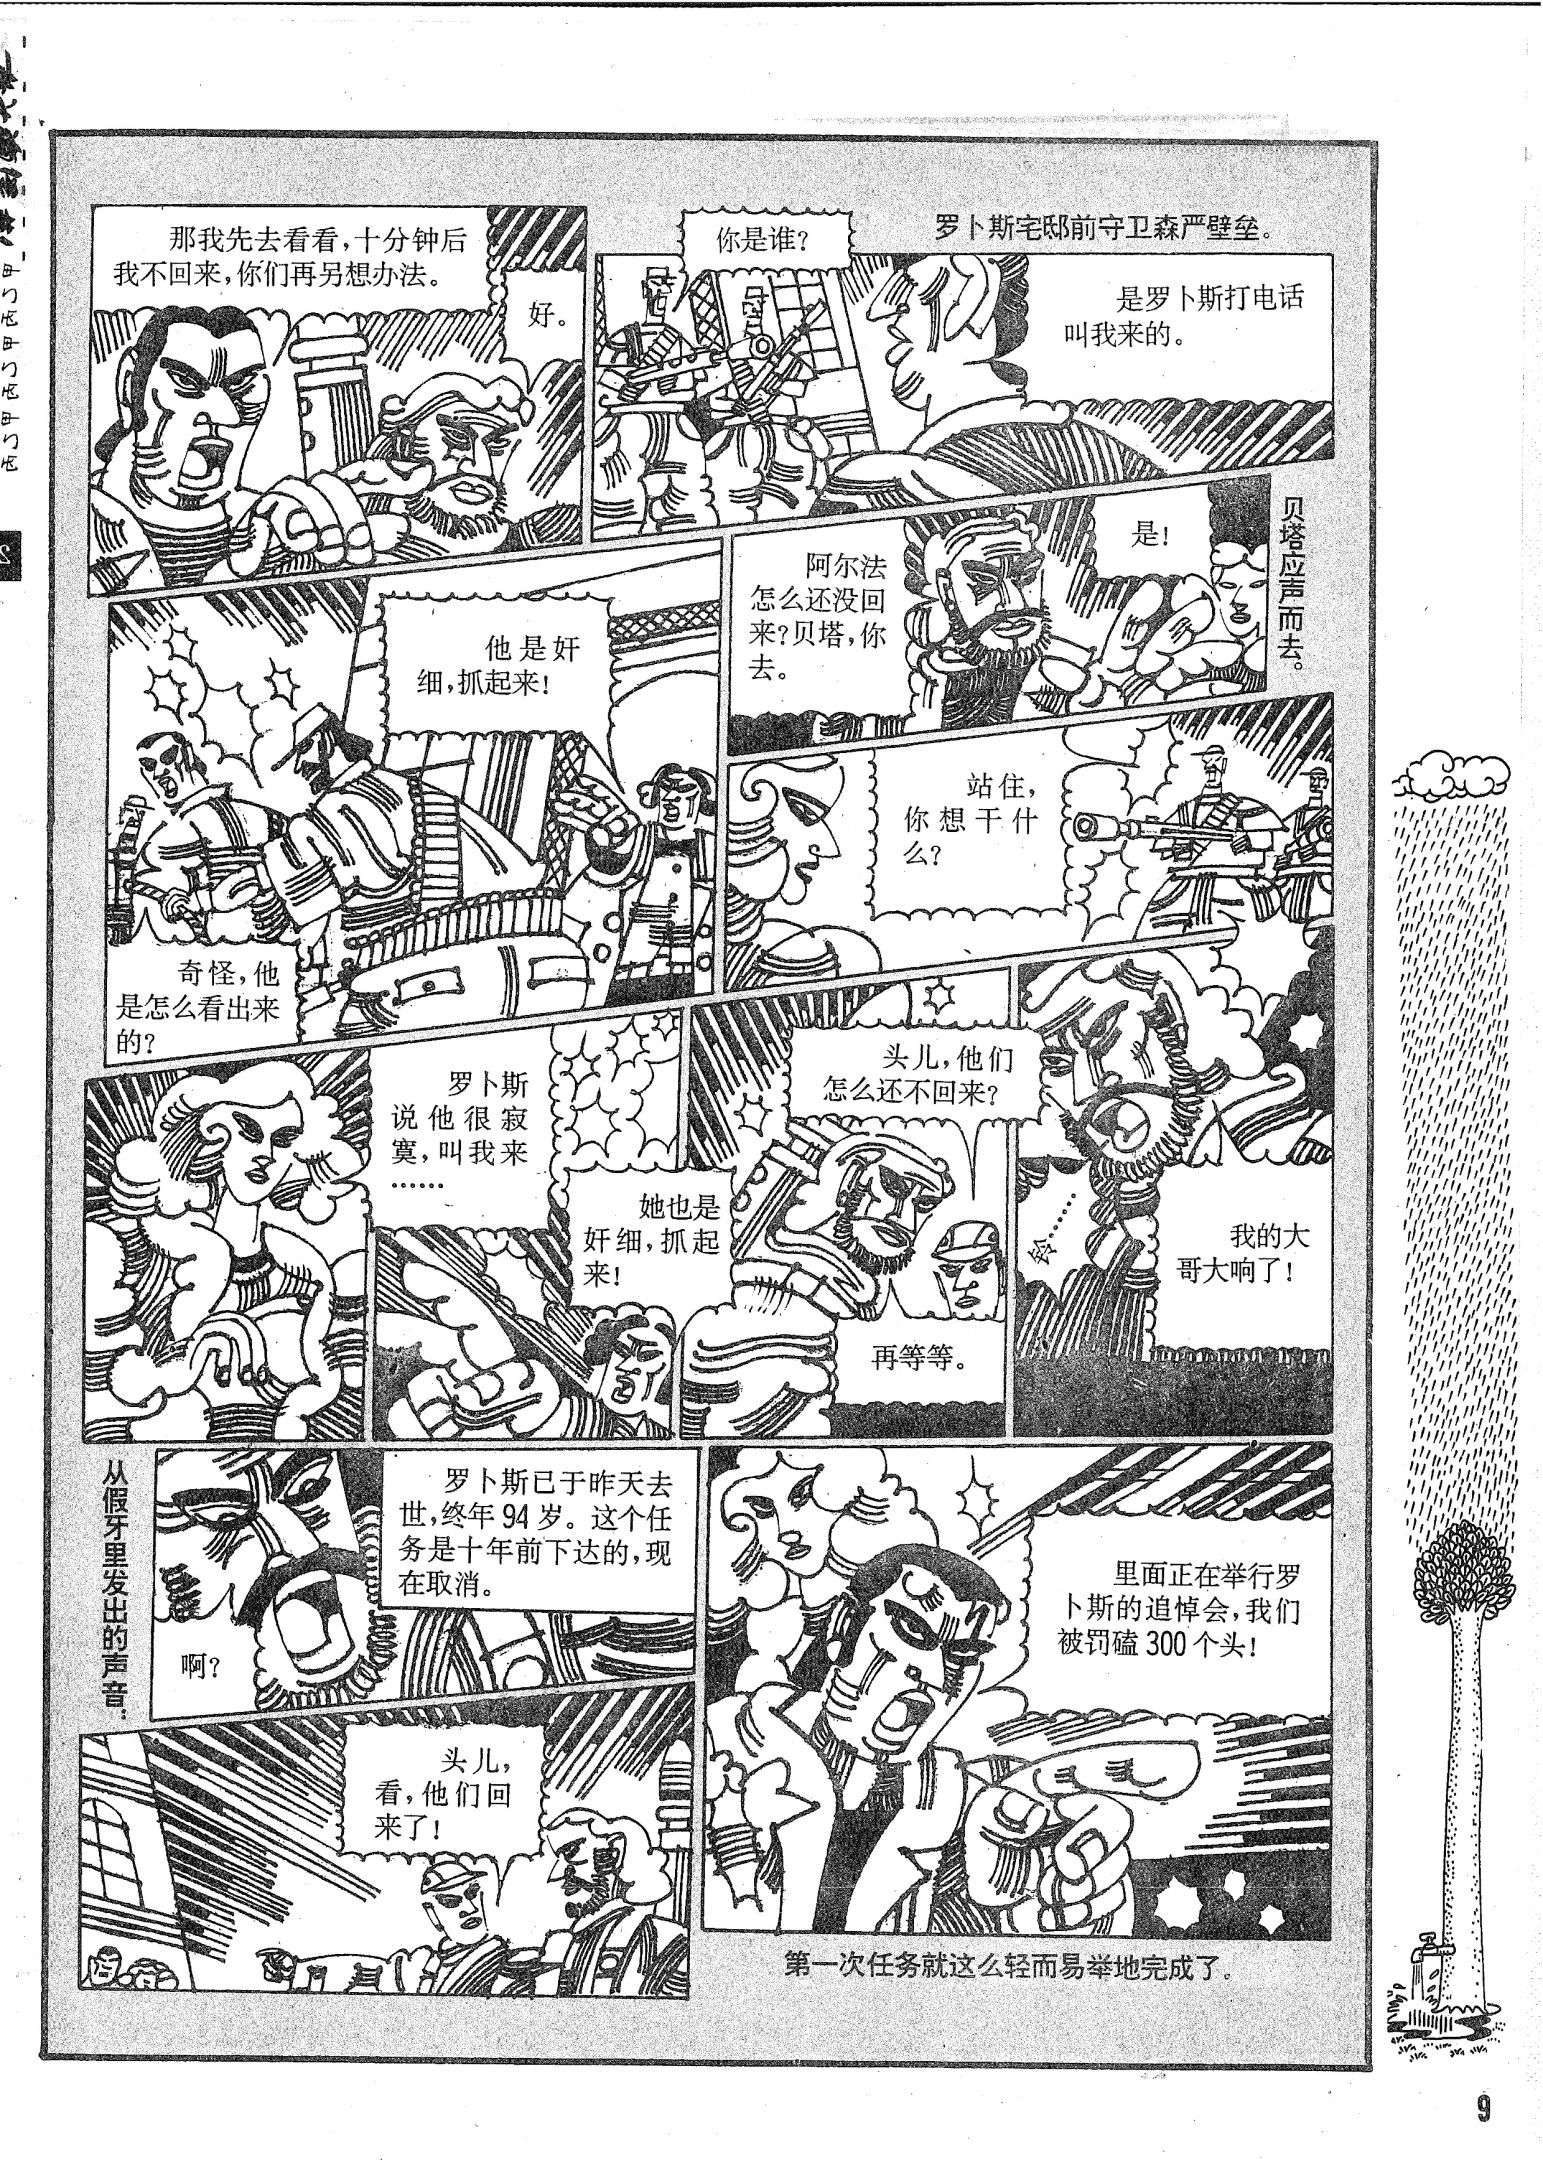 那我先去看看，十分钟后
我不回来，你们再另想办法。
好。
罗卜斯宅邸前守卫森严壁垒。
你是谁？
是罗卜斯打电话
叫我来的。
他是奸
细，抓起来！
奇怪，他
是怎么看出来
的？
阿尔法
怎么还没回
来？贝塔，你
去。
是！
贝塔应声而去。
站住，
你想干什
么？
罗卜斯
说他很寂
寞，叫我来
……
她也是
奸细，抓起
来！
头儿，他们
怎么还不回来？
再等等。
铃……
我的大
哥大响了！
从假牙里发出的声音：
罗卜斯已于昨天去
世，终年94岁。这个任
务是十年前下达的，现
在取消。
啊？
头儿，
看，他们回
来了！
里面正在举行罗
卜斯的追悼会，我们
被罚磕300个头！
第一次任务就这么轻而易举地完成了。
9